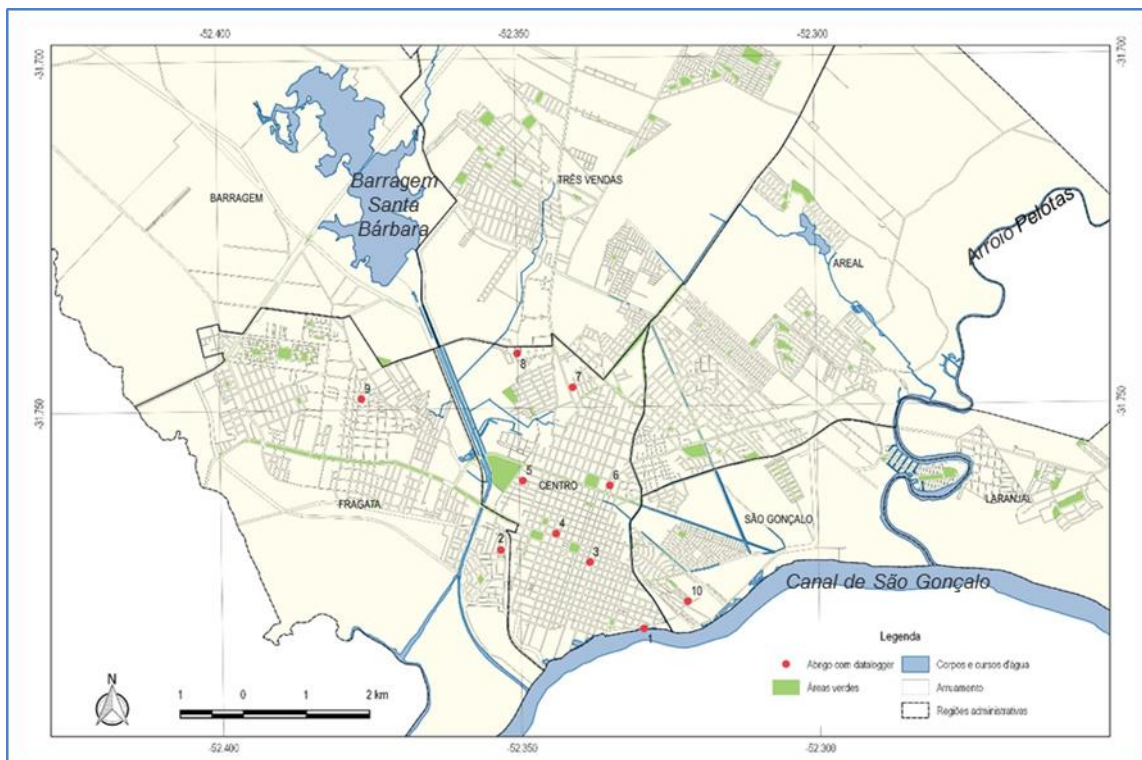 -52.400
-52.350
-52.300
-31.700
-31.700
Barragem
Santa
Bárbara
BARRAGEM
TRÊS VENDAS
Arroio Pelotas
AREAL
8
7
9
-31.750
-31.750
5
6
CENTRO
LARANJAL
FRAGATA
SÃO GONÇALO
4
2
3
Canal de São Gonçalo
10
1
Legenda
Abrigo com datalogger
Corpos e cursos d'água
Áreas verdes
Arruamento
Regiões administrativas
N
1 0 1 2 km
-52.400
-52.350
-52.300